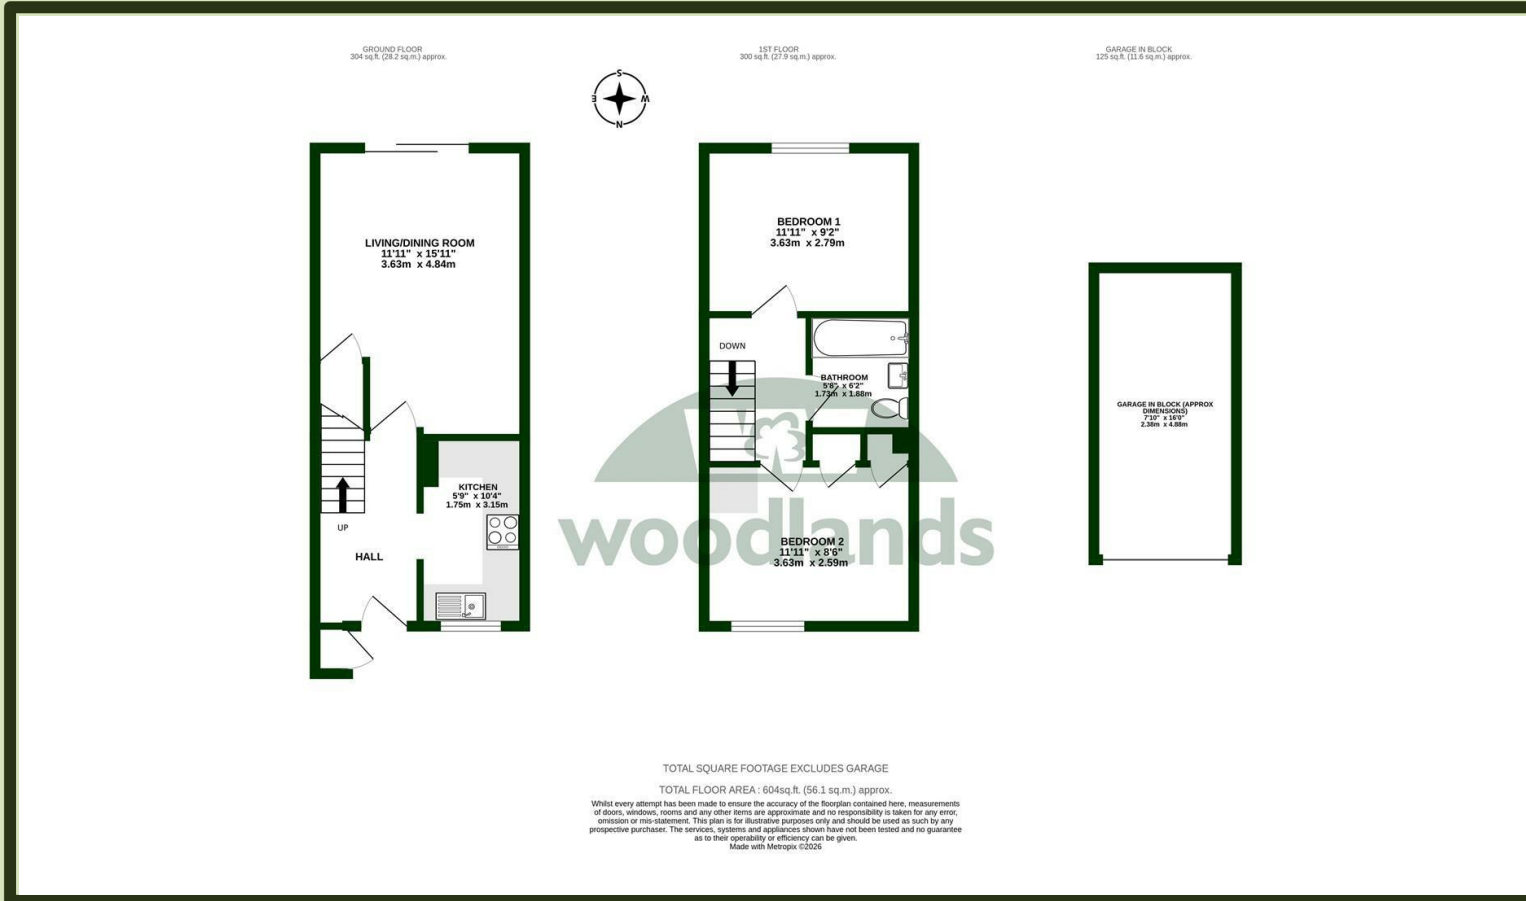 GROUND FLOOR
304 sq.ft. (28.2 sq.m.) approx.
1ST FLOOR
300 sq.ft. (27.9 sq.m.) approx.
GARAGE IN BLOCK
125 sq.ft. (11.6 sq.m.) approx.
S
E
W
N
LIVING/DINING ROOM
11'11" x 15'11"
3.63m x 4.84m
KITCHEN
5'9" x 10'4"
1.75m x 3.15m
UP
HALL
BEDROOM 1
11'11" x 9'2"
3.63m x 2.79m
DOWN
BATHROOM
5'8" x 6'2"
1.73m x 1.88m
woodlands
BEDROOM 2
11'11" x 8'6"
3.63m x 2.59m
GARAGE IN BLOCK (APPROX
DIMENSIONS)
7'10" x 16'0"
2.38m x 4.88m
TOTAL SQUARE FOOTAGE EXCLUDES GARAGE
TOTAL FLOOR AREA : 604sq.ft. (56.1 sq.m.) approx.
Whilst every attempt has been made to ensure the accuracy of the floorplan contained here, measurements
of doors, windows, rooms and any other items are approximate and no responsibility is taken for any error,
omission or mis-statement. This plan is for illustrative purposes only and should be used as such by any
prospective purchaser. The services, systems and appliances shown have not been tested and no guarantee
as to their operability or efficiency can be given.
Made with Metropix ©2026